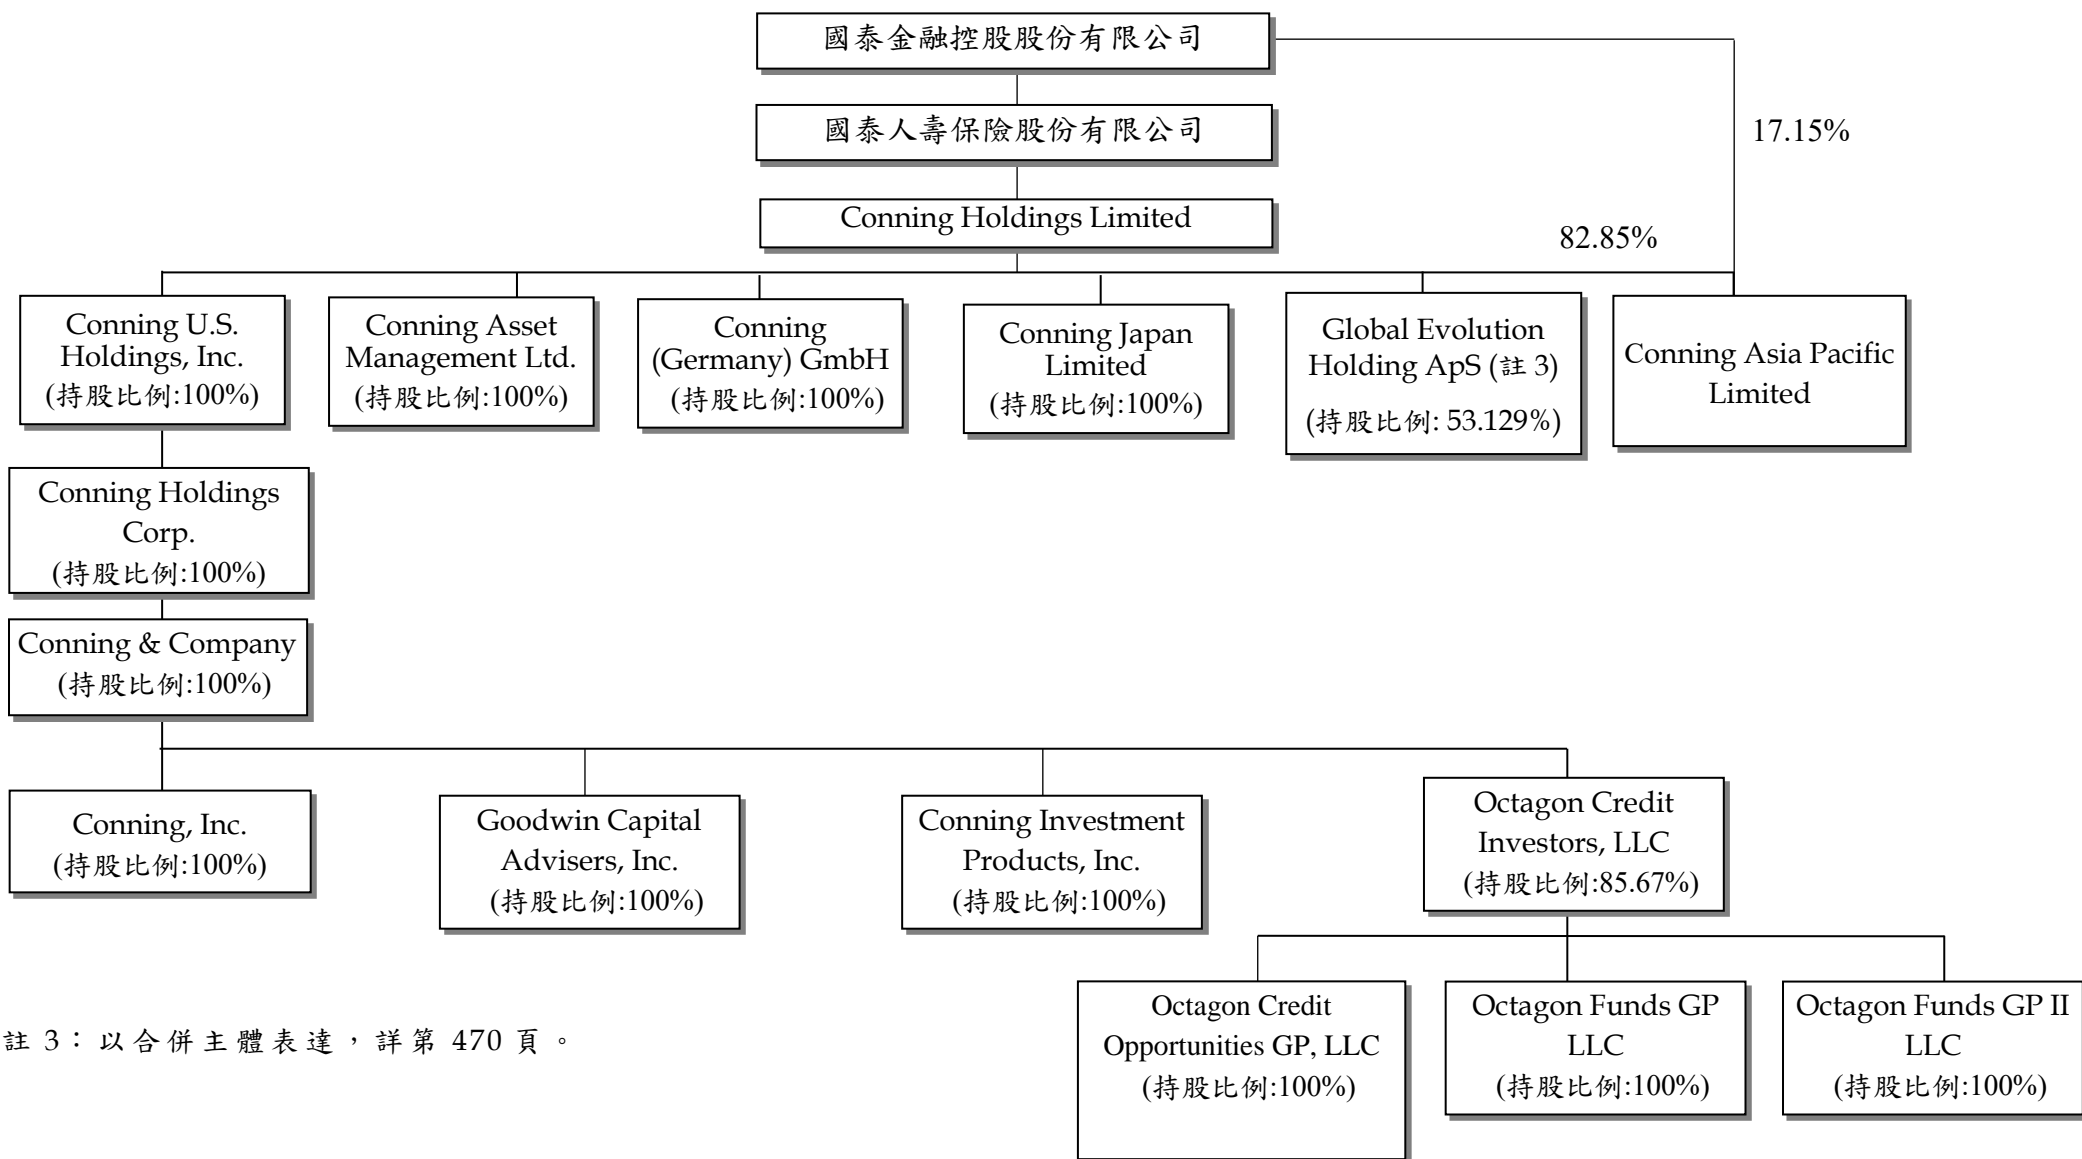 國泰金融控股股份有限公司
國泰人壽保險股份有限公司
17.15%
Conning Holdings Limited
82.85%
Conning U.S.
Holdings, Inc.
(持股比例:100%)
Conning Asset
Management Ltd.
(持股比例:100%)
Conning
(Germany) GmbH
(持股比例:100%)
Conning Japan
Limited
(持股比例:100%)
Global Evolution
Holding ApS (註 3)
(持股比例: 53.129%)
Conning Asia Pacific
Limited
Conning Holdings
Corp.
(持股比例:100%)
Conning & Company
(持股比例:100%)
Conning, Inc.
(持股比例:100%)
Goodwin Capital
Advisers, Inc.
(持股比例:100%)
Conning Investment
Products, Inc.
(持股比例:100%)
Octagon Credit
Investors, LLC
(持股比例:85.67%)
Octagon Credit
Opportunities GP, LLC
(持股比例:100%)
Octagon Funds GP
LLC
(持股比例:100%)
Octagon Funds GP II
LLC
(持股比例:100%)
註 3：以合併主體表達，詳第 470 頁。